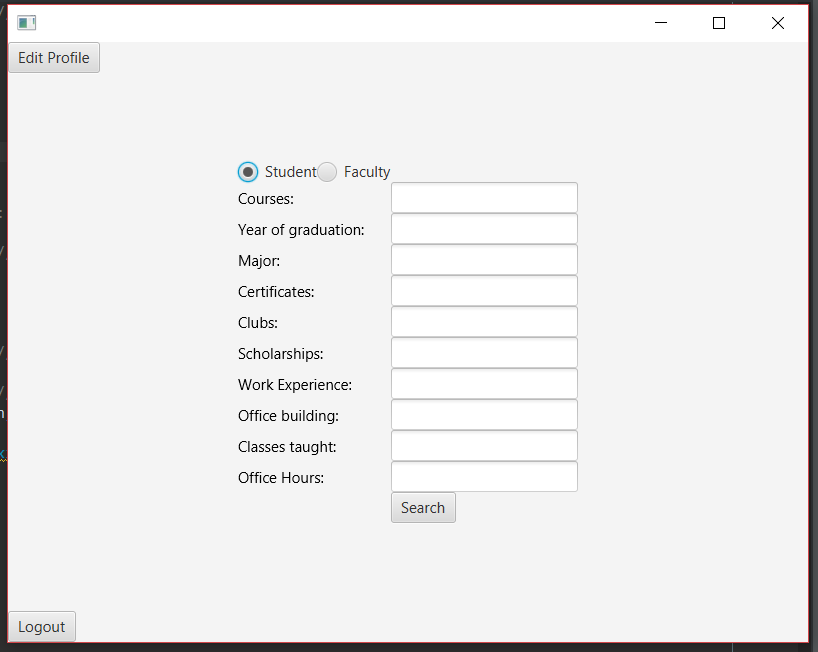 Edit Profile
Student Faculty
Courses:
Year of graduation:
Major:
Certificates:
Clubs:
Scholarships:
Work Experience:
Office building:
Classes taught:
Office Hours:
Search
Logout